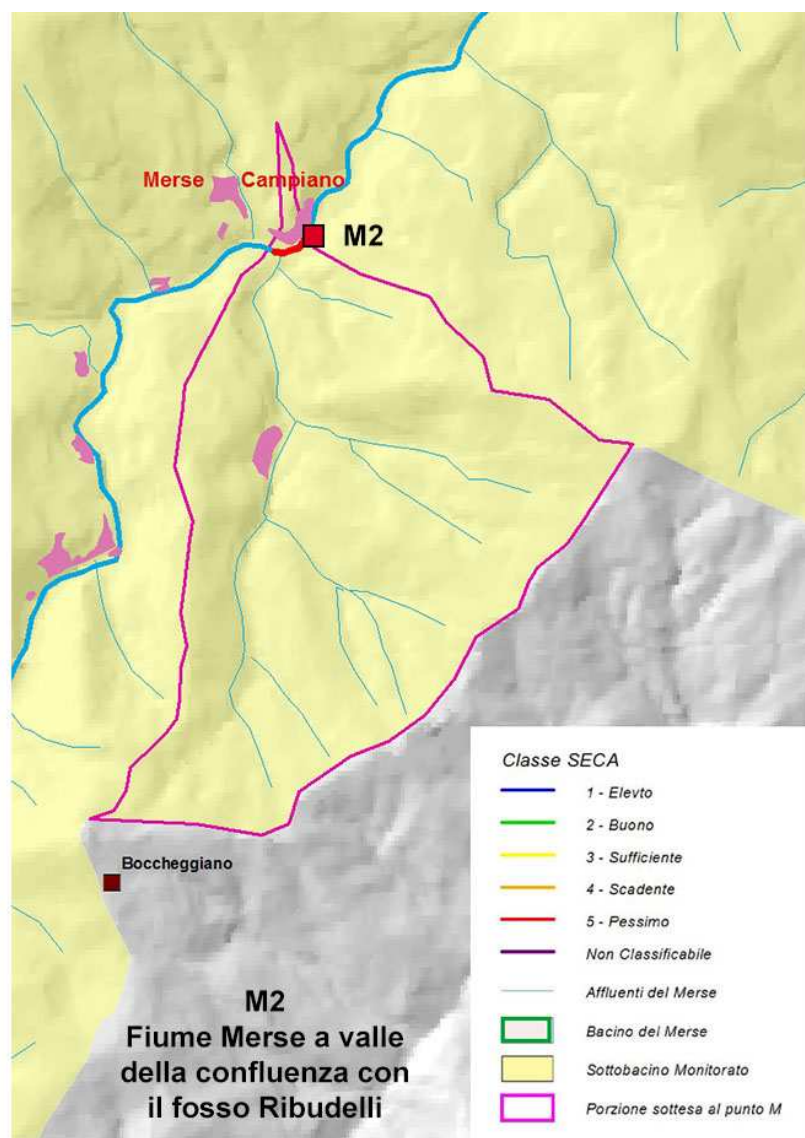 Merse Campiano
M2
Boccheggiano
M2
Fiume Merse a valle
della confluenza con
il fosso Ribudelli
Classe SECA
1 - Elevto
2 - Buono
3 - Sufficiente
4 - Scadente
5 - Pessimo
Non Classificabile
Affluenti del Merse
Bacino del Merse
Sottobacino Monitorato
Porzione sottesa al punto M